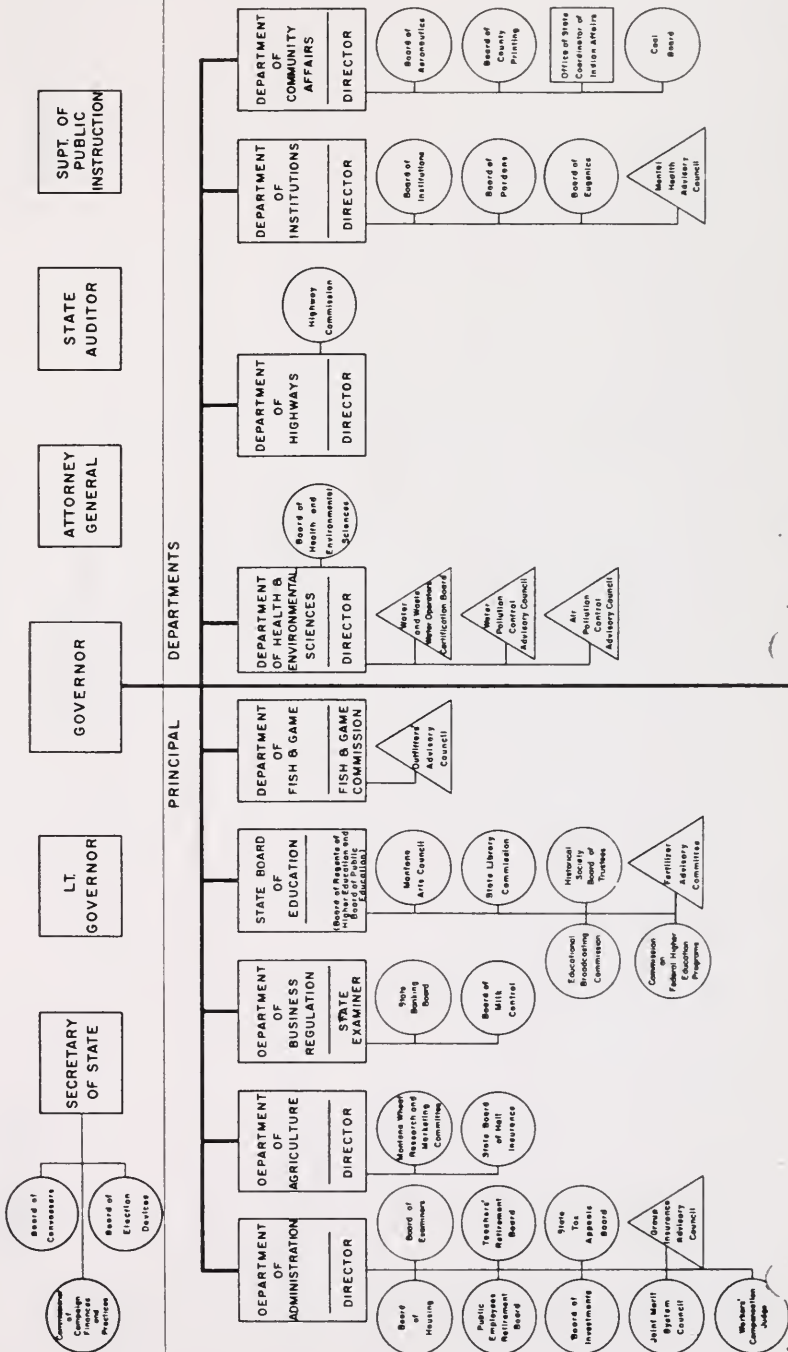 Commissioner
of
Campaign
Finances
and
Practices
Board of
Canvassers
Board of
Election
Devices
SECRETARY
OF STATE
LT.
GOVERNOR
GOVERNOR
ATTORNEY
GENERAL
STATE
AUDITOR
SUPT. OF
PUBLIC
INSTRUCTION
PRINCIPAL DEPARTMENTS
DEPARTMENT
OF
ADMINISTRATION
DIRECTOR
Board
of
Housing
Board of
Examiners
Public
Employees
Retirement
Board
Teachers'
Retirement
Board
Board of
Investments
State
Tax
Appeals
Board
Joint Merit
System
Council
Group
Insurance
Advisory
Council
Workers'
Compensation
Judge
DEPARTMENT
OF
AGRICULTURE
DIRECTOR
Montana Wheat
Research and
Marketing
Committee
State Board
of Hail
Insurance
DEPARTMENT
OF
BUSINESS
REGULATION
STATE
EXAMINER
State
Banking
Board
Board of
Milk
Control
STATE BOARD
OF
EDUCATION
(Board of Regents of
Higher Education and
Board of Public
Education)
Montana
Arts Council
State Library
Commission
Educational
Broadcasting
Commission
Historical
Society
Board of
Trustees
Commission
on
Federal Higher
Education
Programs
Fertilizer
Advisory
Committee
DEPARTMENT
OF
FISH & GAME
FISH & GAME
COMMISSION
Outfitters'
Advisory
Council
DEPARTMENT
OF HEALTH &
ENVIRONMENTAL
SCIENCES
DIRECTOR
Board of
Health and
Environmental
Sciences
Water
and Waste
Water Operators
Certification Board
Water
Pollution
Control
Advisory Council
Air
Pollution
Control
Advisory Council
DEPARTMENT
OF
HIGHWAYS
DIRECTOR
Highway
Commission
DEPARTMENT
OF
INSTITUTIONS
DIRECTOR
Board of
Institutions
Board of
Pardons
Board of
Eugenics
Mental
Health
Advisory
Council
DEPARTMENT
OF
COMMUNITY
AFFAIRS
DIRECTOR
Board of
Aeronautics
Board of
County
Printing
Office of State
Coordinator of
Indian Affairs
Coal
Board